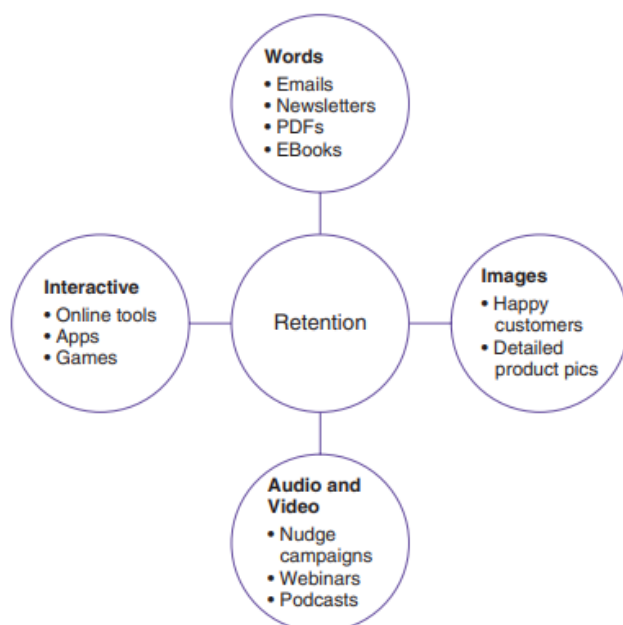 Words
• Emails
• Newsletters
• PDFs
• EBooks
Interactive
• Online tools
• Apps
• Games
Retention
Images
• Happy
customers
• Detailed
product pics
Audio and
Video
• Nudge
campaigns
• Webinars
• Podcasts